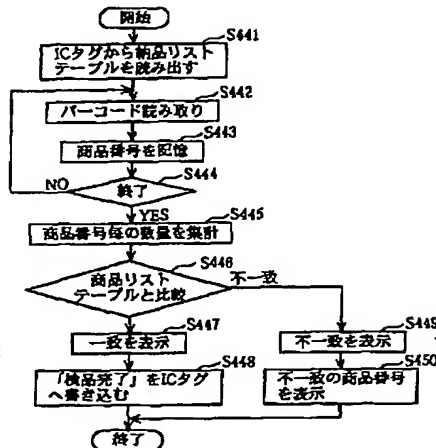 開始
S441
ICタグから納品リスト
テーブルを読み出す
S442
バーコード読み取り
S443
商品番号を記憶
S444
NO
終了
YES
S445
商品番号毎の数量を集計
S446
商品リスト
テーブルと比較
不一致
S447
一致を表示
S449
不一致を表示
S448
「検品完了」をICタグ
へ書き込む
S450
不一致の商品番号
を表示
終了